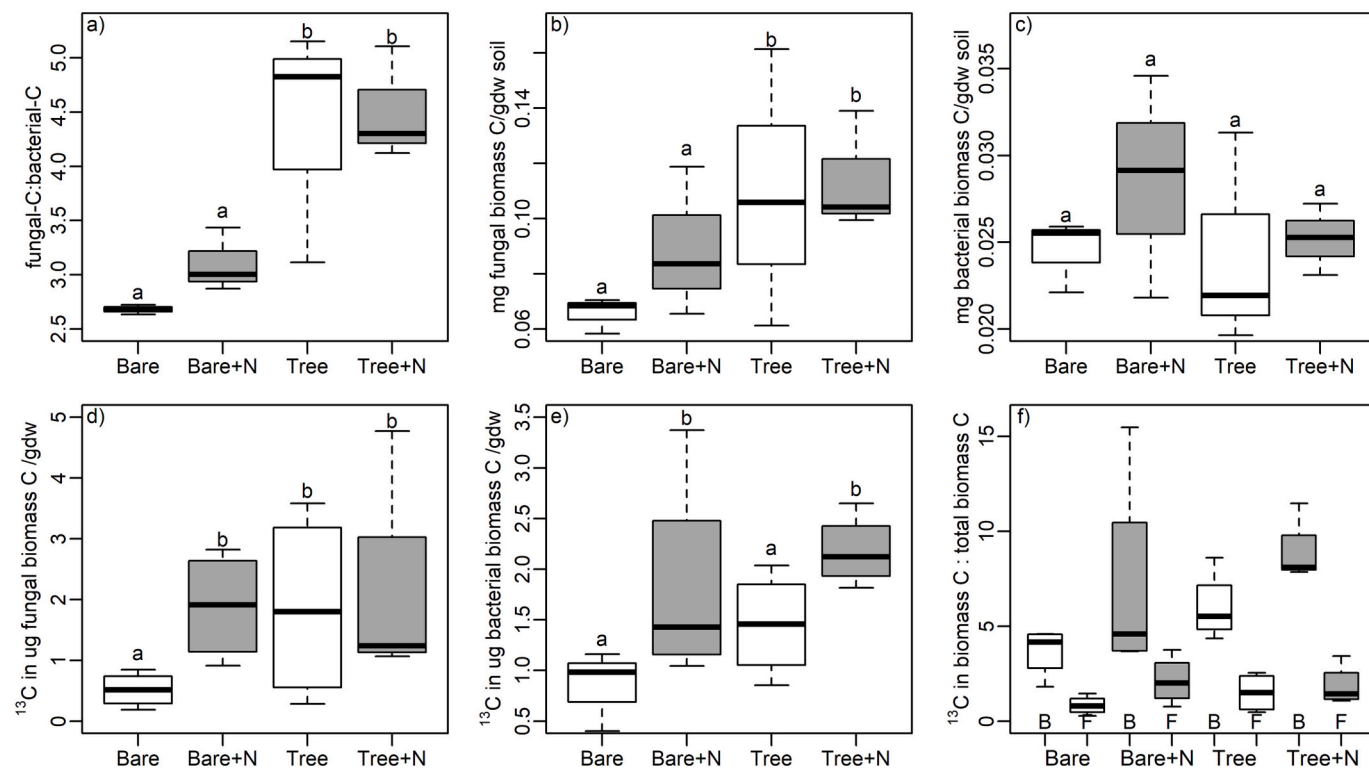 a)
fungal-C:bacterial-C
5.0
4.5
4.0
3.5
3.0
2.5
a
a
b
b
Bare
Bare+N
Tree
Tree+N
b)
mg fungal biomass C/gdw soil
0.14
0.10
0.06
a
a
b
b
Bare
Bare+N
Tree
Tree+N
c)
mg bacterial biomass C/gdw soil
0.035
0.030
0.025
0.020
a
a
a
a
Bare
Bare+N
Tree
Tree+N
d)
¹³C in ug fungal biomass C /gdw
5
4
3
2
1
0
a
b
b
b
Bare
Bare+N
Tree
Tree+N
e)
¹³C in ug bacterial biomass C /gdw
3.5
3.0
2.5
2.0
1.5
1.0
0.5
a
b
a
b
Bare
Bare+N
Tree
Tree+N
f)
¹³C in biomass C : total biomass C
15
10
5
0
B F B F B F B F
Bare
Bare+N
Tree
Tree+N